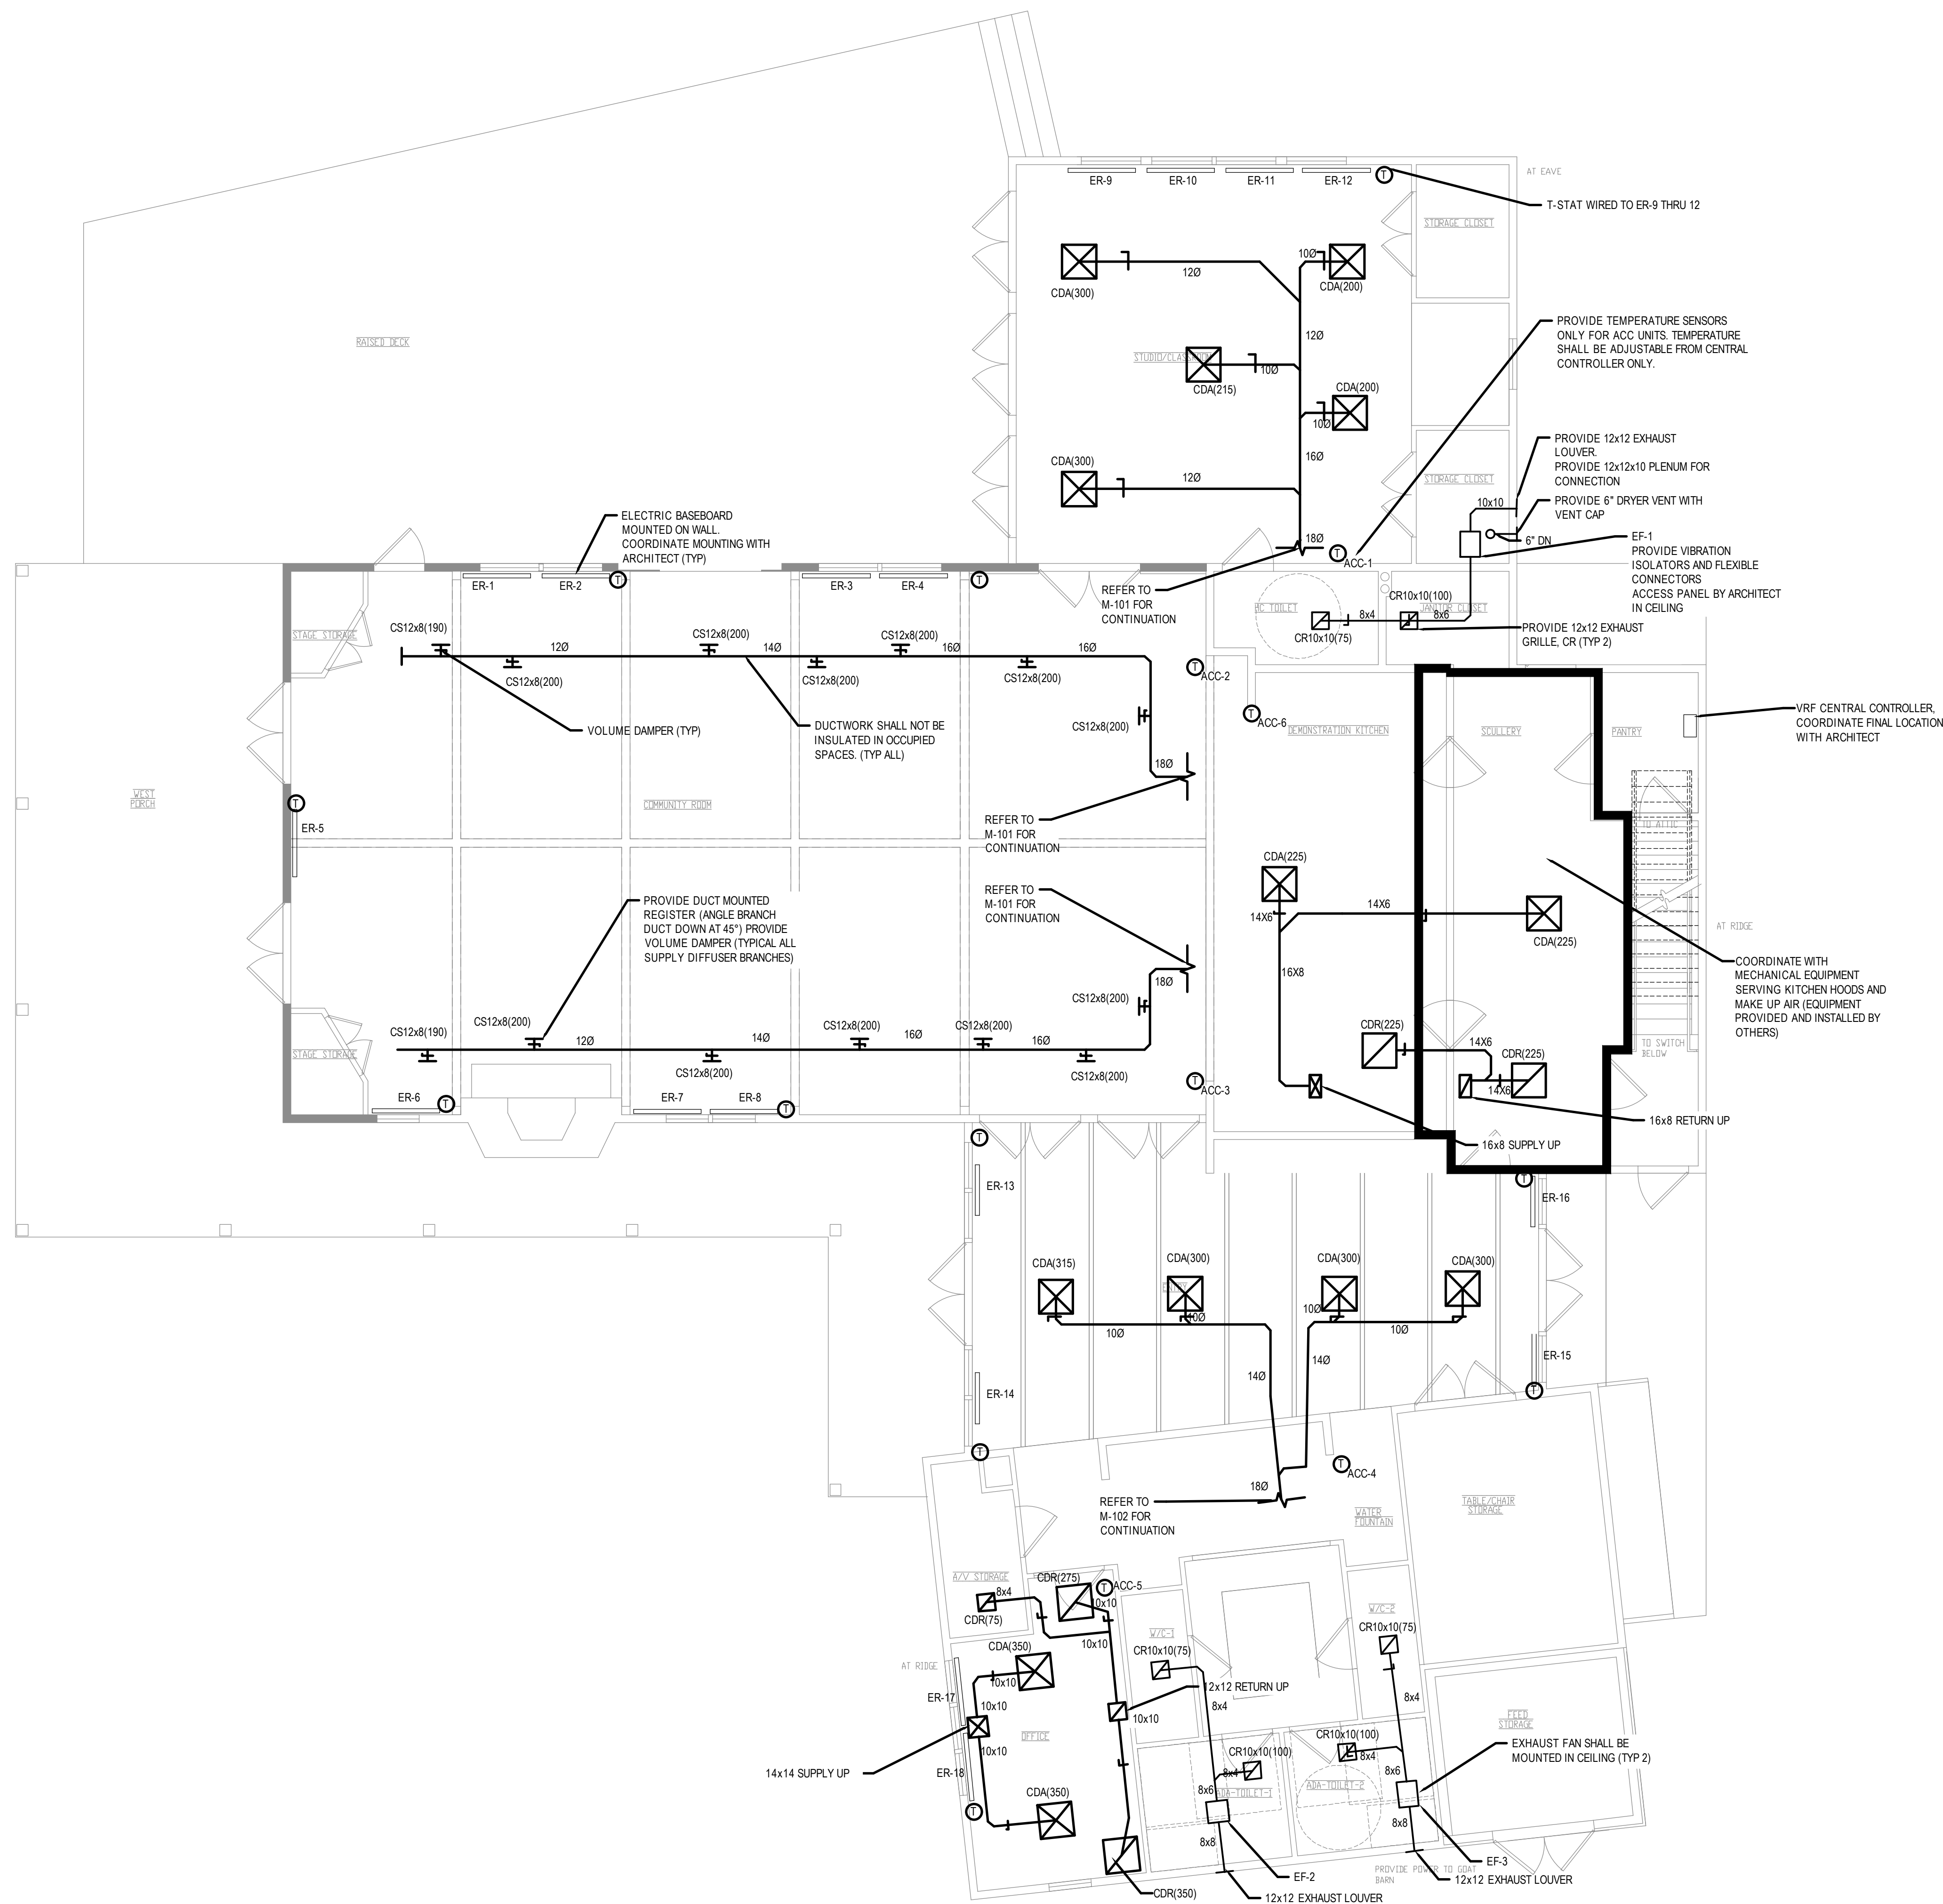 AT EAVE
ER-9
ER-10
ER-11
ER-12
T
T-STAT WIRED TO ER-9 THRU 12
STORAGE CLOSET
10Ø
12Ø
CDA(300)
CDA(200)
RAISED DECK
12Ø
PROVIDE TEMPERATURE SENSORS
ONLY FOR ACC UNITS. TEMPERATURE
SHALL BE ADJUSTABLE FROM CENTRAL
CONTROLLER ONLY.
10Ø
CDA(215)
CDA(200)
10Ø
PROVIDE 12x12 EXHAUST
LOUVER.
PROVIDE 12x12x10 PLENUM FOR
CONNECTION
16Ø
CDA(300)
12Ø
STORAGE CLOSET
10x10
PROVIDE 6" DRYER VENT WITH
VENT CAP
6" DN
ELECTRIC BASEBOARD
MOUNTED ON WALL.
COORDINATE MOUNTING WITH
ARCHITECT (TYP)
18Ø
T
ACC-1
EF-1
PROVIDE VIBRATION
ISOLATORS AND FLEXIBLE
CONNECTORS
ACCESS PANEL BY ARCHITECT
IN CEILING
ER-1
ER-2
T
ER-3
ER-4
T
REFER TO
M-101 FOR
CONTINUATION
HC TOILET
CR10x10(100)
JANITOR CLOSET
8x4
8x6
CR10x10(75)
PROVIDE 12x12 EXHAUST
GRILLE, CR (TYP 2)
STAGE STORAGE
CS12x8(190)
CS12x8(200)
CS12x8(200)
12Ø
14Ø
16Ø
16Ø
CS12x8(200)
CS12x8(200)
CS12x8(200)
T
ACC-2
VOLUME DAMPER (TYP)
DUCTWORK SHALL NOT BE
INSULATED IN OCCUPIED
SPACES. (TYP ALL)
CS12x8(200)
T
ACC-6
DEMONSTRATION KITCHEN
SCULLERY
PANTRY
VRF CENTRAL CONTROLLER,
COORDINATE FINAL LOCATION
WITH ARCHITECT
18Ø
WEST
PORCH
T
COMMUNITY ROOM
ER-5
REFER TO
M-101 FOR
CONTINUATION
TO ATTIC
CDA(225)
PROVIDE DUCT MOUNTED
REGISTER (ANGLE BRANCH
DUCT DOWN AT 45°) PROVIDE
VOLUME DAMPER (TYPICAL ALL
SUPPLY DIFFUSER BRANCHES)
REFER TO
M-101 FOR
CONTINUATION
14X6
14X6
CDA(225)
AT RIDGE
COORDINATE WITH
MECHANICAL EQUIPMENT
SERVING KITCHEN HOODS AND
MAKE UP AIR (EQUIPMENT
PROVIDED AND INSTALLED BY
OTHERS)
16X8
18Ø
CS12x8(200)
CS12x8(190)
CS12x8(200)
CS12x8(200)
CS12x8(200)
12Ø
14Ø
16Ø
16Ø
STAGE STORAGE
CS12x8(200)
CS12x8(200)
CDR(225)
14X6
CDR(225)
14X6
TO SWITCH
BELOW
T
ACC-3
ER-6
T
ER-7
ER-8
T
16x8 RETURN UP
16x8 SUPPLY UP
T
ER-13
T
ER-16
CDA(315)
CDA(300)
CDA(300)
CDA(300)
10Ø
10Ø
10Ø
10Ø
14Ø
14Ø
ER-14
ER-15
T
T
T
ACC-4
18Ø
REFER TO
M-102 FOR
CONTINUATION
WATER
FOUNTAIN
TABLE/CHAIR
STORAGE
A/V STORAGE
8x4
CDR(275)
T
ACC-5
10x10
CDR(75)
W/C-1
W/C-2
CR10x10(75)
10x10
CDA(350)
CR10x10(75)
AT RIDGE
10x10
ER-17
12x12 RETURN UP
8x4
8x4
10x10
10x10
OFFICE
FEED
STORAGE
CR10x10(100)
8x4
EXHAUST FAN SHALL BE
MOUNTED IN CEILING (TYP 2)
10x10
CR10x10(100)
8x4
8x6
14x14 SUPPLY UP
ER-18
CDA(350)
8x6
ADA-TOILET-1
ADA-TOILET-2
T
8x8
8x8
EF-3
PROVIDE POWER TO GOAT
BARN
12x12 EXHAUST LOUVER
EF-2
CDR(350)
12x12 EXHAUST LOUVER